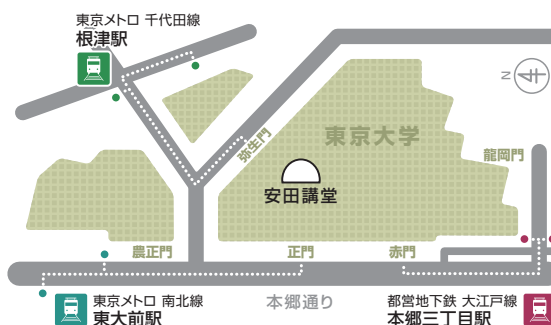 東京メトロ 千代田線
根津駅
N
弥生門
東京大学
龍岡門
安田講堂
農正門
正門
赤門
東京メトロ 南北線
東大前駅
本郷通り
都営地下鉄 大江戸線
本郷三丁目駅